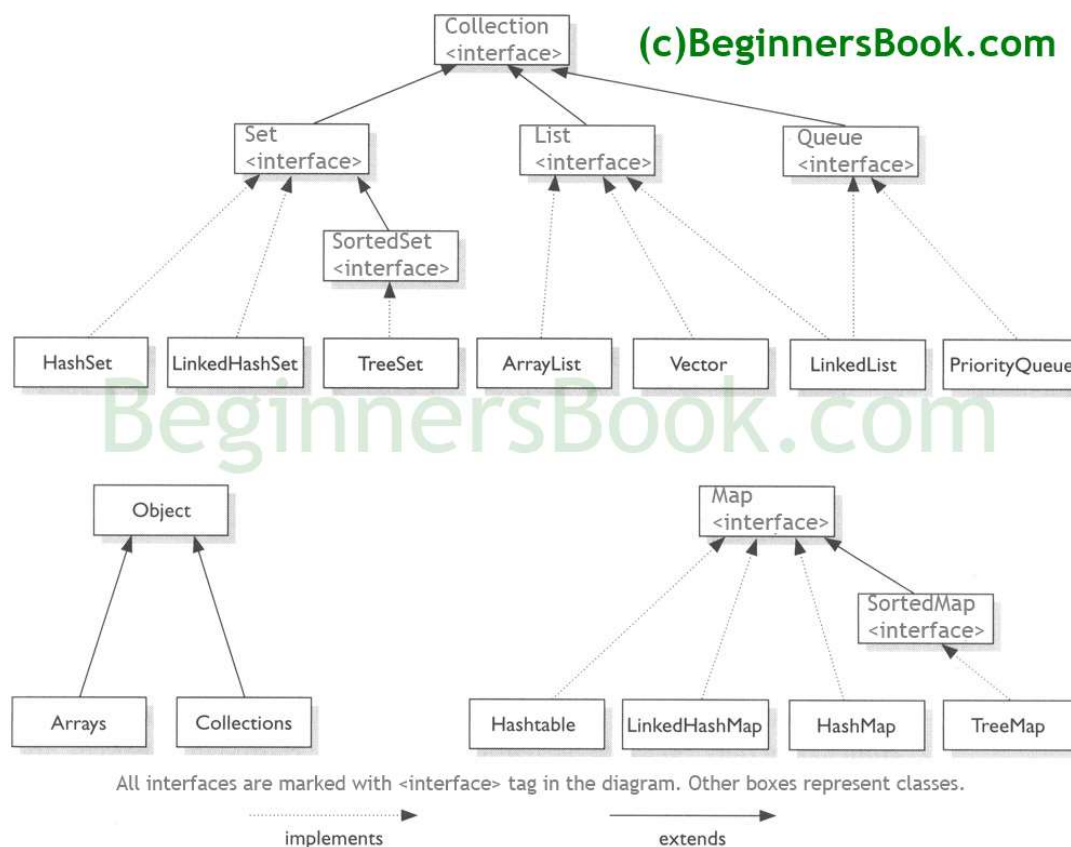 Collection
<interface>
(c)BeginnersBook.com
Set
<interface>
List
<interface>
Queue
<interface>
SortedSet
<interface>
HashSet
LinkedHashSet
TreeSet
ArrayList
Vector
LinkedList
PriorityQueue
BeginnersBook.com
Object
Map
<interface>
SortedMap
<interface>
Arrays
Collections
Hashtable
LinkedHashMap
HashMap
TreeMap
All interfaces are marked with <interface> tag in the diagram. Other boxes represent classes.
implements
extends